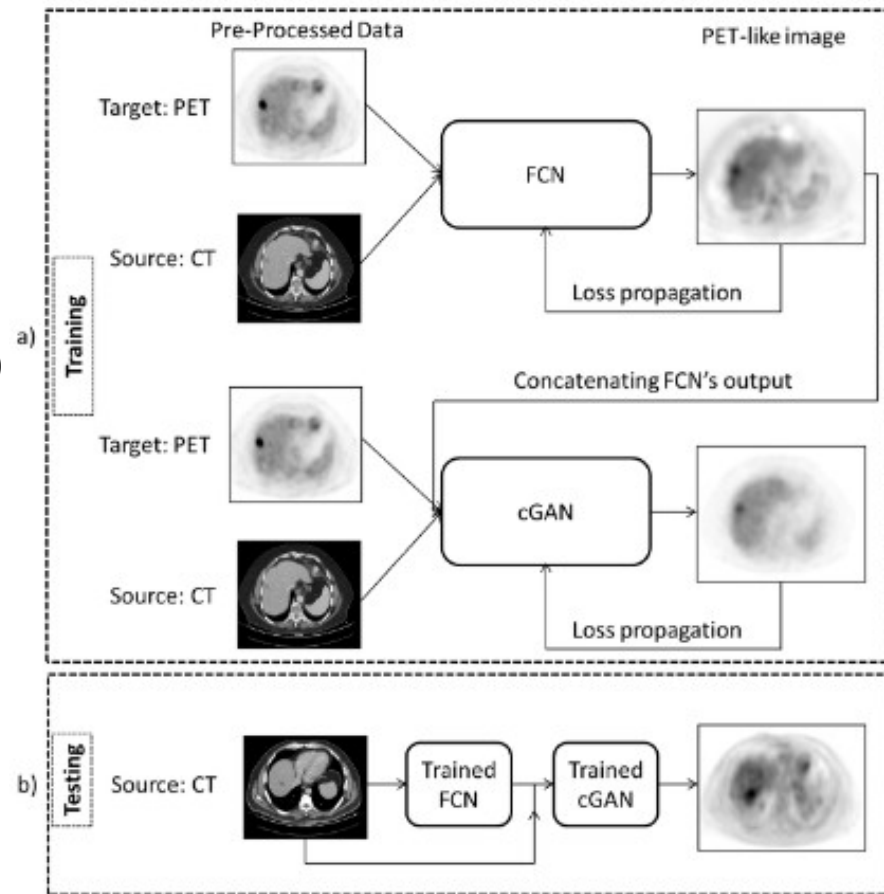 Pre-Processed Data
PET-like image
Target: PET
FCN
Source: CT
Loss propagation
a)
Training
Concatenating FCN's output
Target: PET
cGAN
Source: CT
Loss propagation
b)
Testing
Source: CT
Trained
FCN
Trained
cGAN